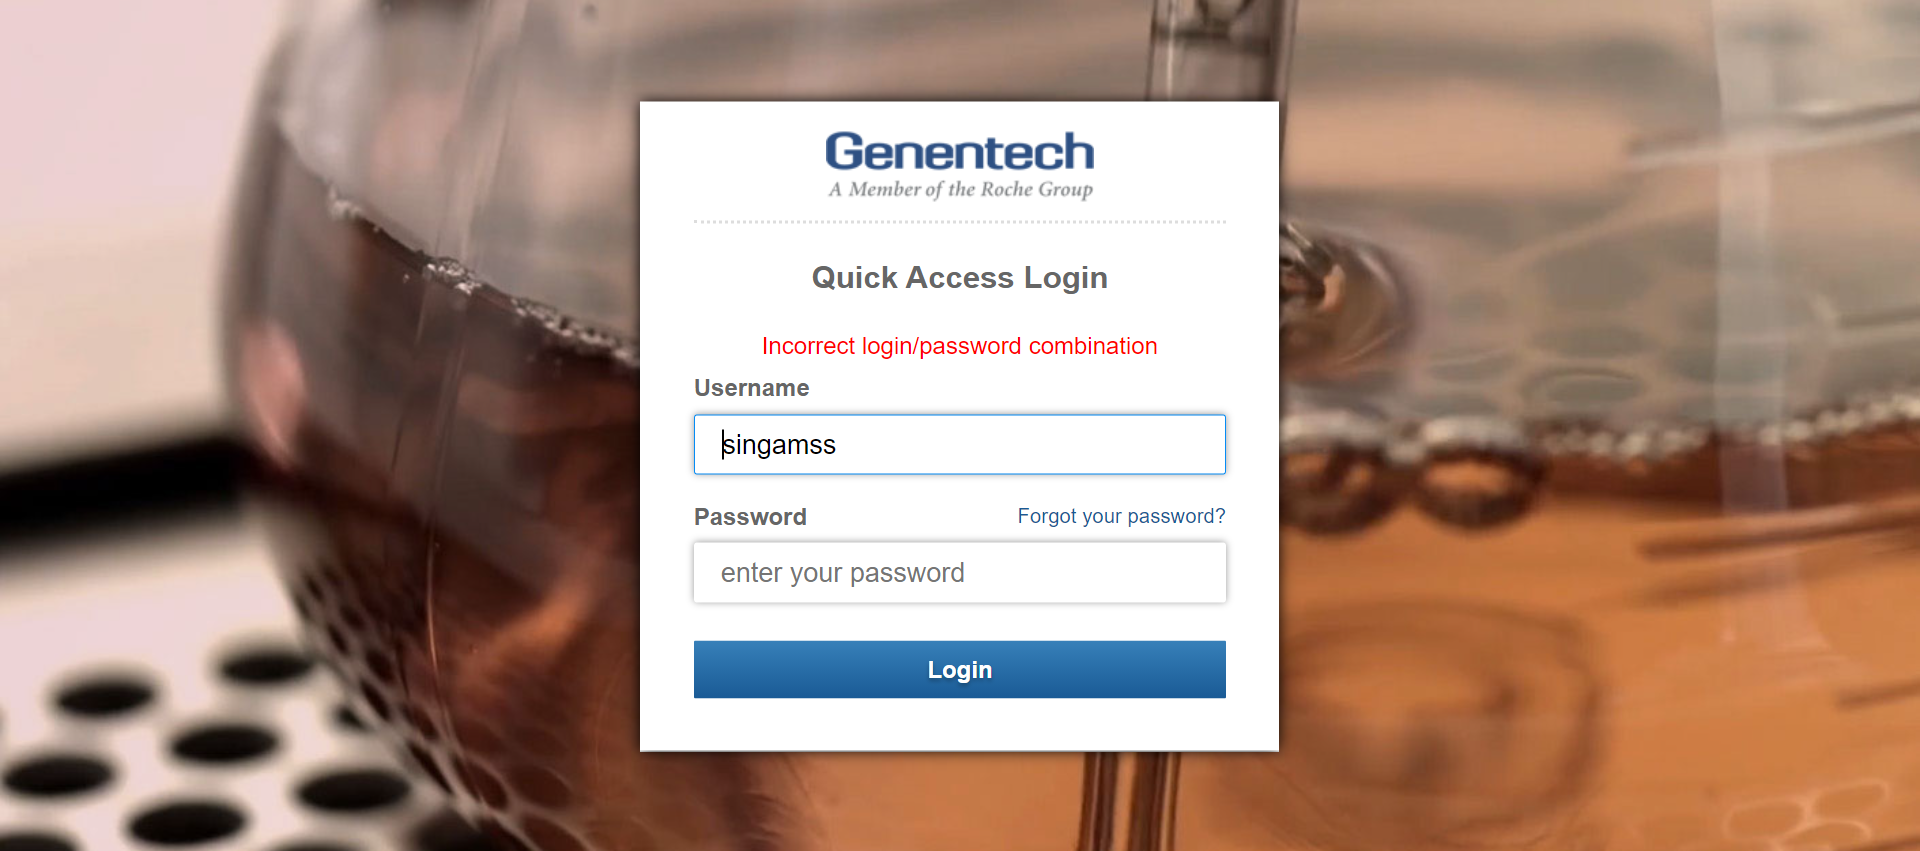 Genentech
A Member of the Roche Group
Quick Access Login
Incorrect login/password combination
Username
singamss
Password
Forgot your password?
enter your password
Login